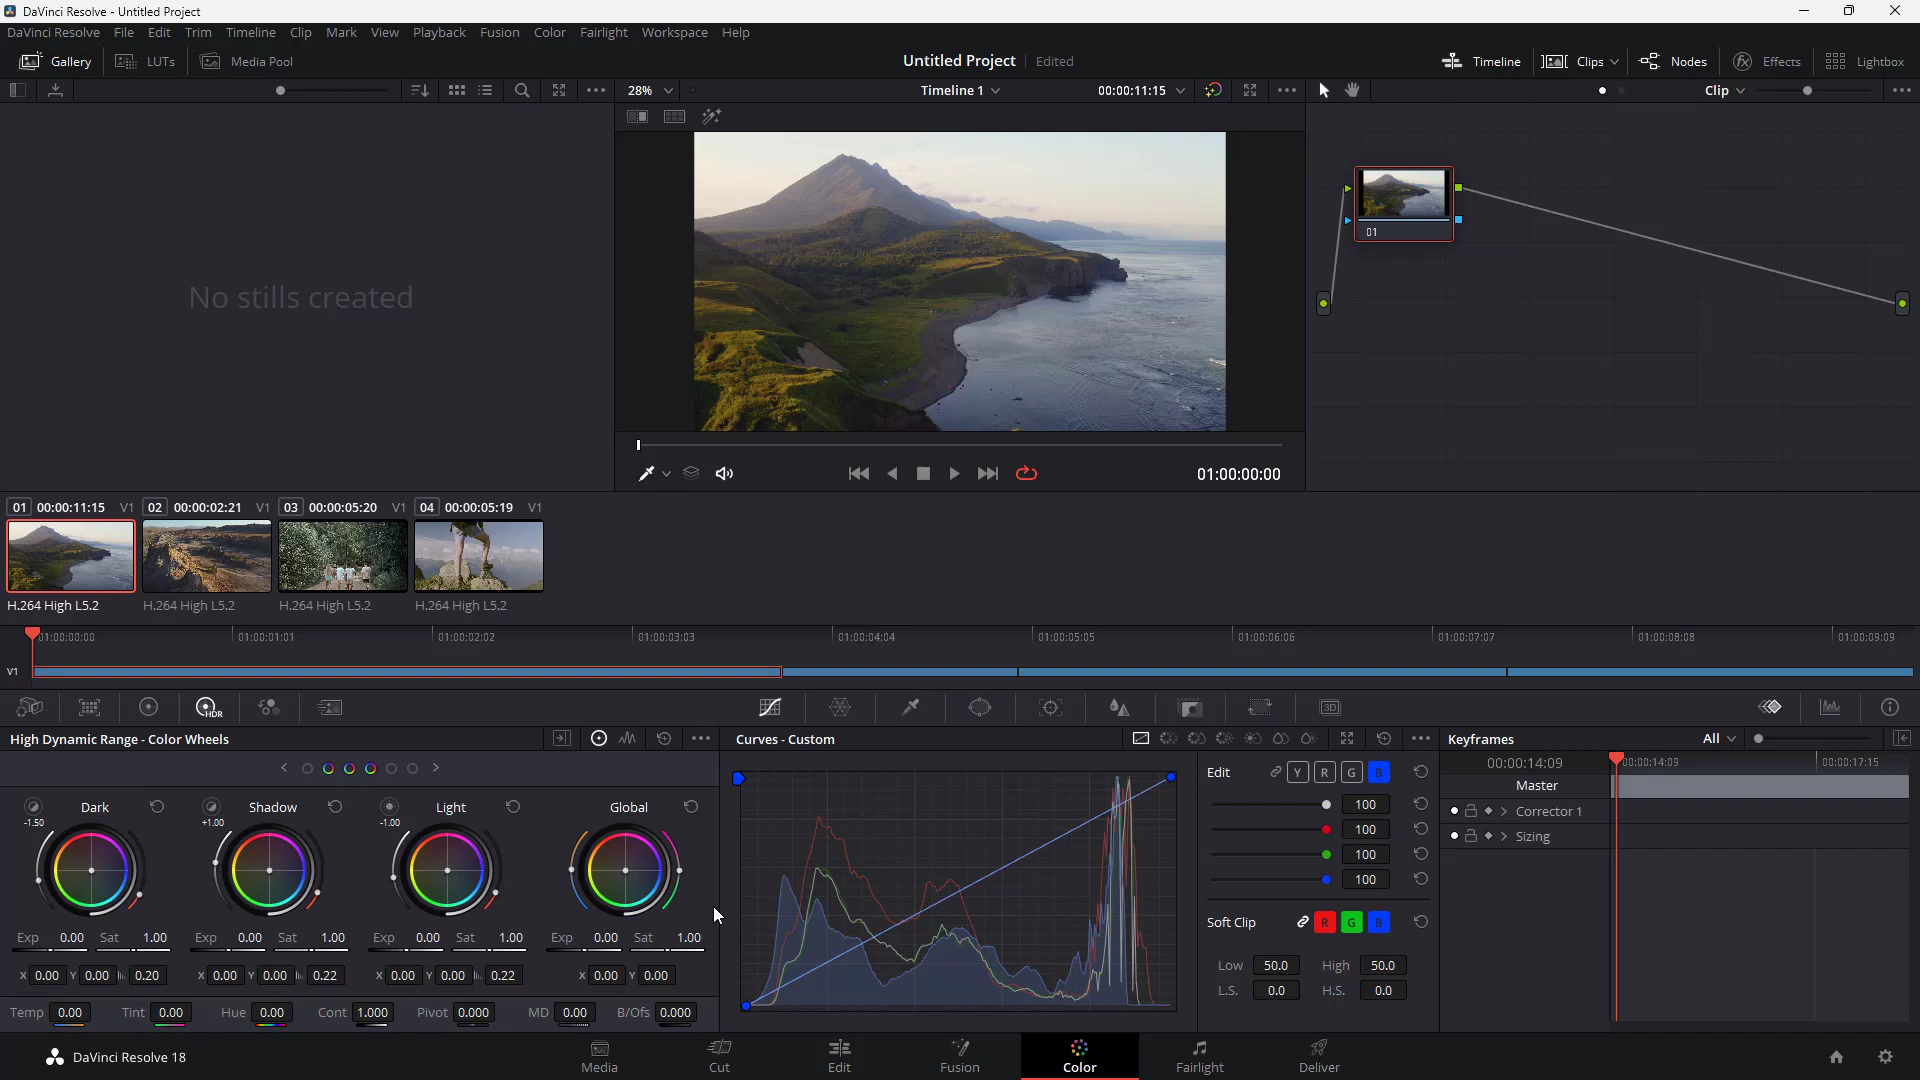 DaVinci Resolve - Untitled Project
DaVinci Resolve File Edit Trim Timeline Clip Mark View Playback Fusion Color Fairlight Workspace Help
Gallery LUTs Media Pool Untitled Project Edited Timeline Clips Nodes Effects Lightbox
28% Timeline 1 00:00:11:15 Clip
01
No stills created
01:00:00:00
01 00:00:11:15 V1 02 00:00:02:21 V1 03 00:00:05:20 V1 04 00:00:05:19 V1
H.264 High L5.2 H.264 High L5.2 H.264 High L5.2 H.264 High L5.2
01:00:00:00 01:00:01:01 01:00:02:02 01:00:03:03 01:00:04:04 01:00:05:05 01:00:06:06 01:00:07:07 01:00:08:08 01:00:09:09
V1
HDR 3D
High Dynamic Range - Color Wheels Curves - Custom Keyframes All
00:00:14:09 00:00:14:09 00:00:17:15
Edit Y R G B
Master
Dark Shadow Light Global
-1.50 +1.00 -1.00
100
100
100
100
Corrector 1
Sizing
Soft Clip R G B
Exp 0.00 Sat 1.00 Exp 0.00 Sat 1.00 Exp 0.00 Sat 1.00 Exp 0.00 Sat 1.00
Low 50.0 High 50.0
X 0.00 Y 0.00 0.20 X 0.00 Y 0.00 0.22 X 0.00 Y 0.00 0.22 X 0.00 Y 0.00
L.S. 0.0 H.S. 0.0
Temp 0.00 Tint 0.00 Hue 0.00 Cont 1.000 Pivot 0.000 MD 0.00 B/Ofs 0.000
DaVinci Resolve 18 Media Cut Edit Fusion Color Fairlight Deliver